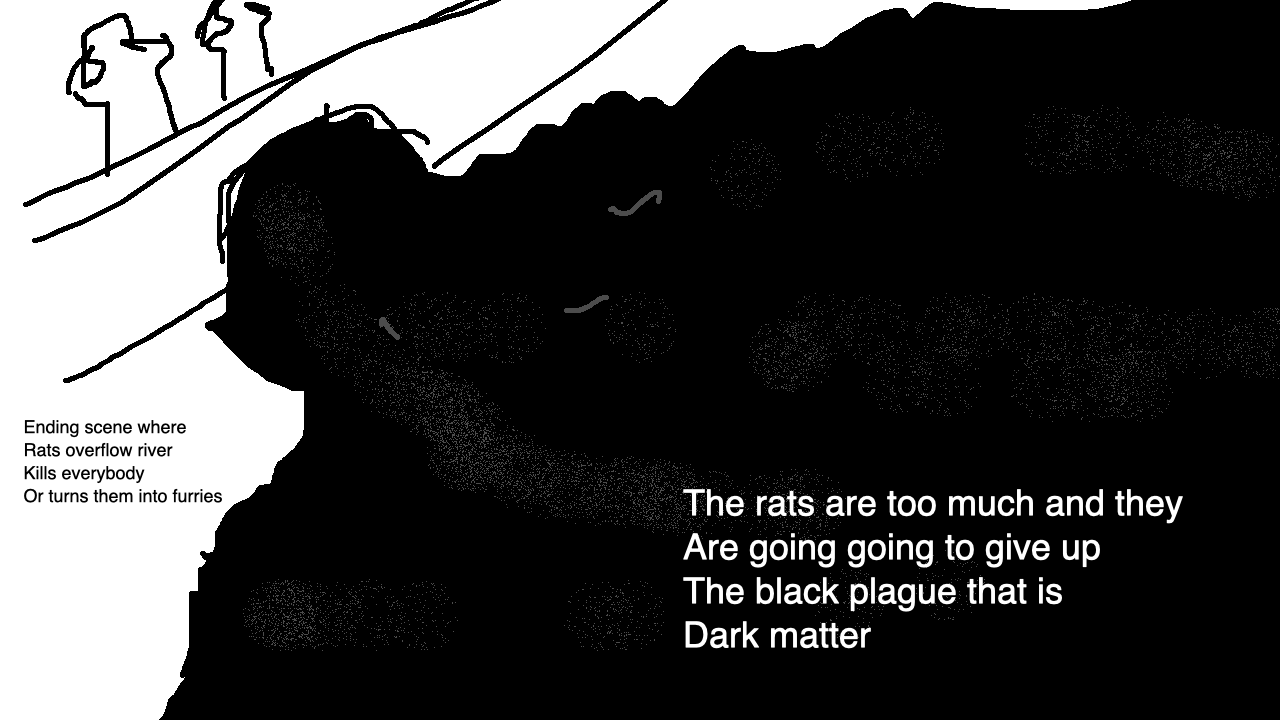 Ending scene where
Rats overflow river
Kills everybody
Or turns them into furries
The rats are too much and they
Are going going to give up
The black plague that is
Dark matter